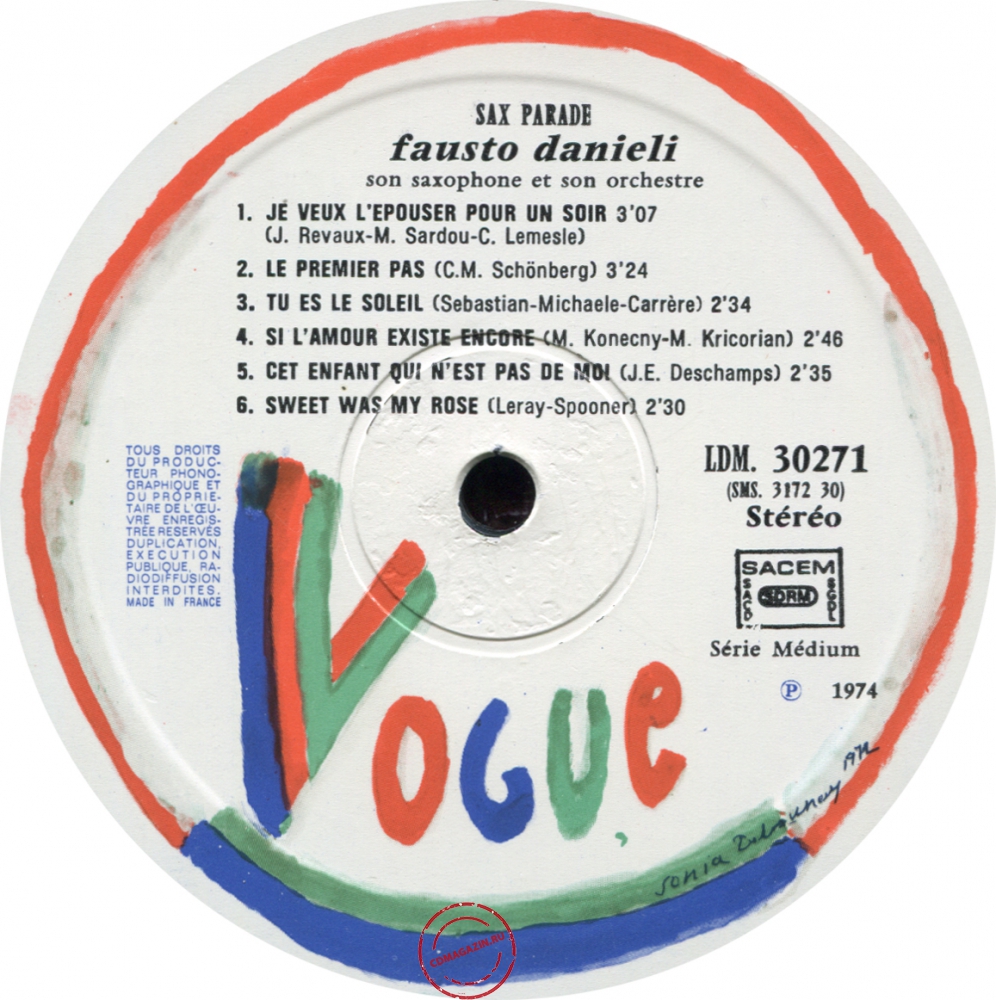 SAX PARADE
fausto danieli
son saxophone et son orchestre
1. JE VEUX L'EPOUSER POUR UN SOIR 3'07
(J. Revaux-M. Sardou-C. Lemesle)
2. LE PREMIER PAS (C.M. Schönberg) 3'24
3. TU ES LE SOLEIL (Sebastian-Michaele-Carrère) 2'34
4. SI L'AMOUR EXISTE ENCORE (M. Konecny-M. Kricorian) 2'46
5. CET ENFANT QUI N'EST PAS DE MOI (J.E. Deschamps) 2'35
6. SWEET WAS MY ROSE (Leray-Spooner) 2'30
TOUS DROITS
DU PRODUC-
TEUR PHONO-
GRAPHIQUE ET
DU PROPRIE-
TAIRE DE L'ŒU-
VRE ENREGIS-
TRÉE RESERVÉS
DUPLICATION,
EXECUTION
PUBLIQUE, RA-
DIODIFFUSION
INTERDITES.
MADE IN FRANCE
LDM. 30271
(SMS. 3172 30)
Stéréo
SACEM
SACD
SDRM
SGDL
Série Médium
Ⓟ 1974
VOGUE
Sonia Delaunay 1972
CDMAGAZIN.RU